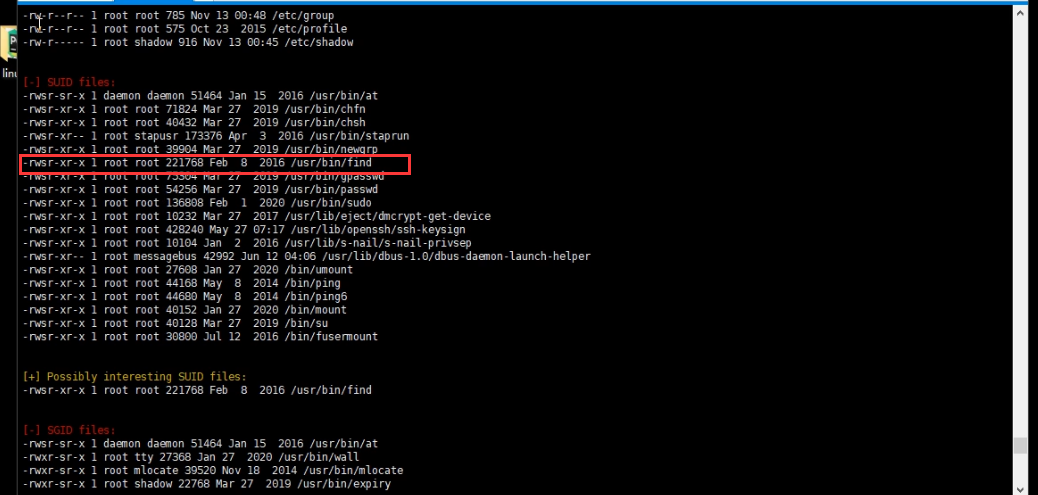 -rw-r--r-- 1 root root 785 Nov 13 00:48 /etc/group
-rw-r--r-- 1 root root 575 Oct 23  2015 /etc/profile
-rw-r----- 1 root shadow 916 Nov 13 00:45 /etc/shadow
linu
[-] SUID files:
-rwsr-sr-x 1 daemon daemon 51464 Jan 15  2016 /usr/bin/at
-rwsr-xr-x 1 root root 71824 Mar 27  2019 /usr/bin/chfn
-rwsr-xr-x 1 root root 40432 Mar 27  2019 /usr/bin/chsh
-rwsr-xr-- 1 root stapusr 173376 Apr  3  2016 /usr/bin/staprun
-rwsr-xr-x 1 root root 39904 Mar 27  2019 /usr/bin/newgrp
-rwsr-xr-x 1 root root 221768 Feb  8  2016 /usr/bin/find
-rwsr-xr-x 1 root root 75304 Mar 27  2019 /usr/bin/gpasswd
-rwsr-xr-x 1 root root 54256 Mar 27  2019 /usr/bin/passwd
-rwsr-xr-x 1 root root 136808 Feb  1  2020 /usr/bin/sudo
-rwsr-xr-x 1 root root 10232 Mar 27  2017 /usr/lib/eject/dmcrypt-get-device
-rwsr-xr-x 1 root root 428240 May 27 07:17 /usr/lib/openssh/ssh-keysign
-rwsr-xr-x 1 root root 10104 Jan  2  2016 /usr/lib/s-nail/s-nail-privsep
-rwsr-xr-- 1 root messagebus 42992 Jun 12 04:06 /usr/lib/dbus-1.0/dbus-daemon-launch-helper
-rwsr-xr-x 1 root root 27608 Jan 27  2020 /bin/umount
-rwsr-xr-x 1 root root 44168 May  8  2014 /bin/ping
-rwsr-xr-x 1 root root 44680 May  8  2014 /bin/ping6
-rwsr-xr-x 1 root root 40152 Jan 27  2020 /bin/mount
-rwsr-xr-x 1 root root 40128 Mar 27  2019 /bin/su
-rwsr-xr-x 1 root root 30800 Jul 12  2016 /bin/fusermount
[+] Possibly interesting SUID files:
-rwsr-xr-x 1 root root 221768 Feb  8  2016 /usr/bin/find
[-] SGID files:
-rwsr-sr-x 1 daemon daemon 51464 Jan 15  2016 /usr/bin/at
-rwxr-sr-x 1 root tty 27368 Jan 27  2020 /usr/bin/wall
-rwxr-sr-x 1 root mlocate 39520 Nov 18  2014 /usr/bin/mlocate
-rwxr-sr-x 1 root shadow 22768 Mar 27  2019 /usr/bin/expiry